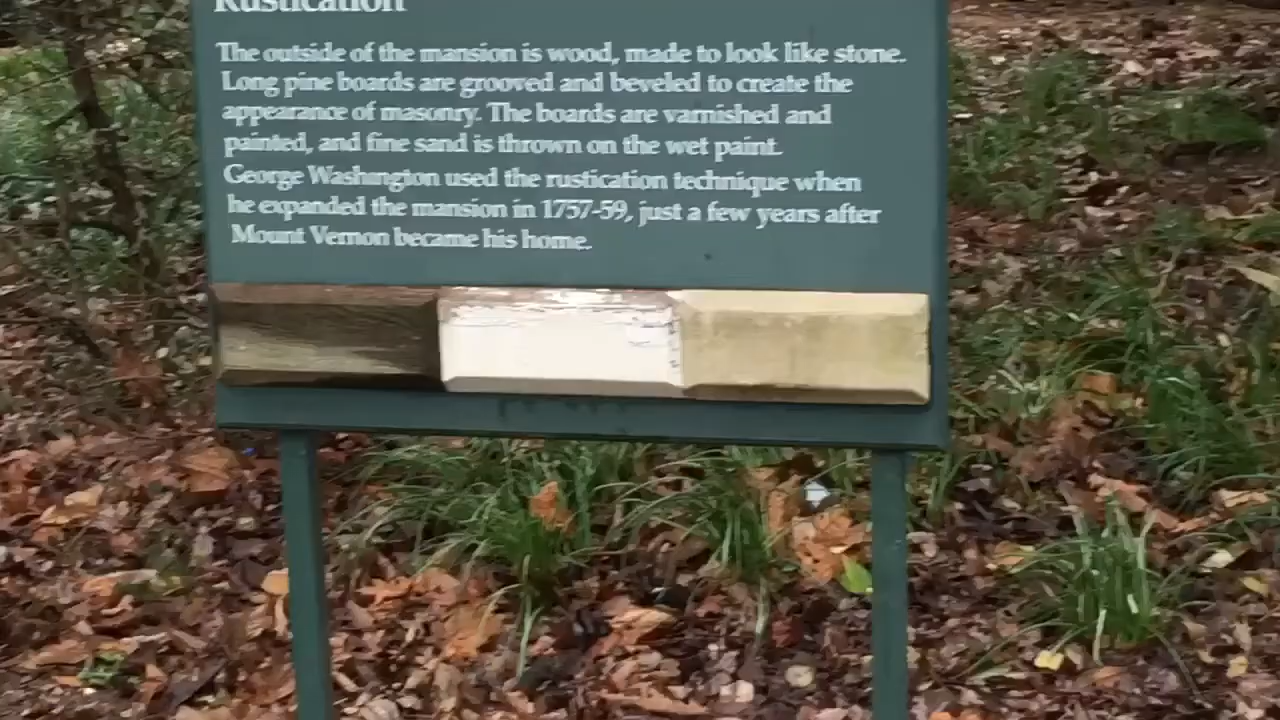 Rustication
The outside of the mansion is wood, made to look like stone.
Long pine boards are grooved and beveled to create the
appearance of masonry. The boards are varnished and
painted, and fine sand is thrown on the wet paint.
George Washington used the rustication technique when
he expanded the mansion in 1757-59, just a few years after
Mount Vernon became his home.